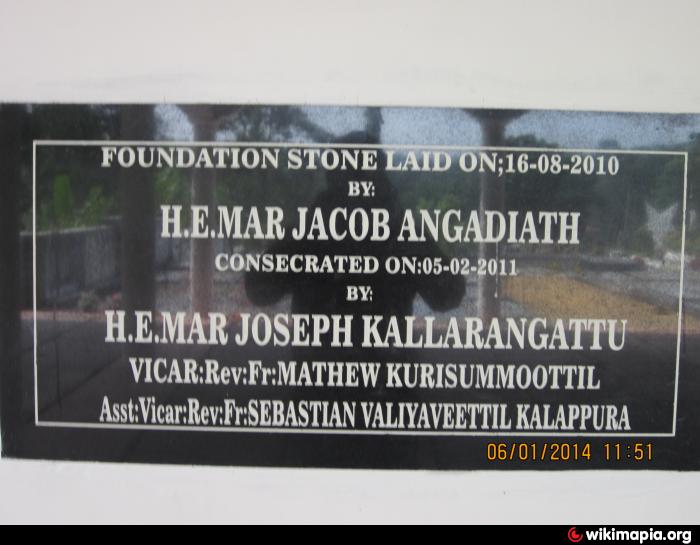 FOUNDATION STONE LAID ON;16-08-2010
BY:
H.E.MAR JACOB ANGADIATH
CONSECRATED ON:05-02-2011
BY:
H.E.MAR JOSEPH KALLARANGATTU
VICAR:Rev:Fr:MATHEW KURISUMMOOTTIL
Asst:Vicar:Rev:Fr:SEBASTIAN VALIYAVEETTIL KALAPPURA
06/01/2014 11:51
wikimapia.org